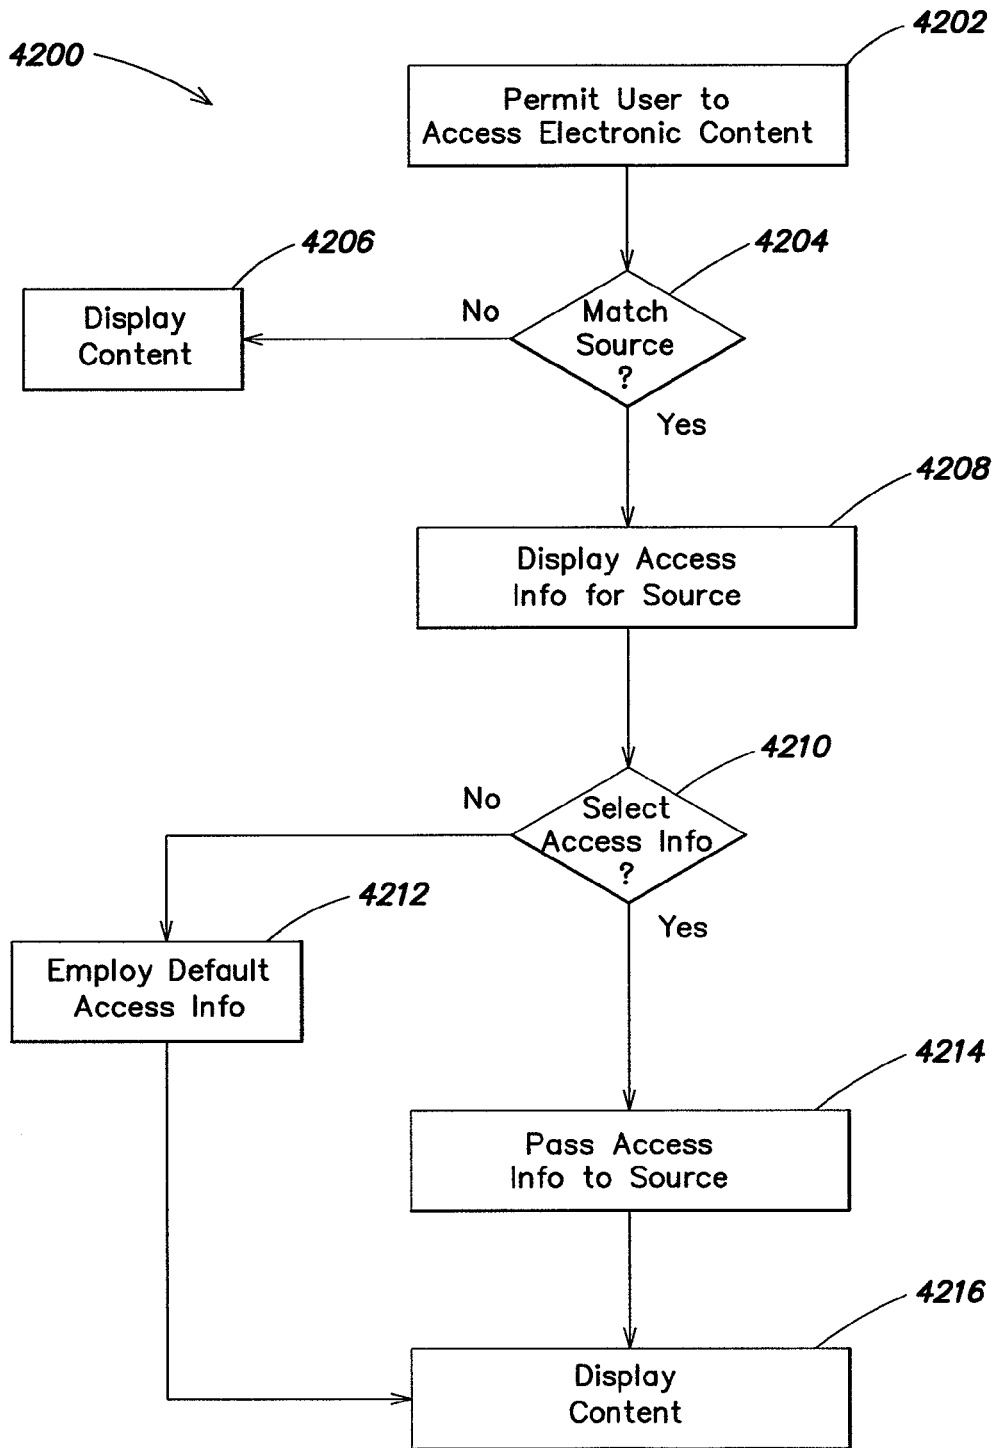 4200
4202
Permit User to
Access Electronic Content
4206
4204
Display
Content
No
Match
Source
?
Yes
4208
Display Access
Info for Source
4210
No
Select
Access Info
?
4212
Yes
Employ Default
Access Info
4214
Pass Access
Info to Source
4216
Display
Content